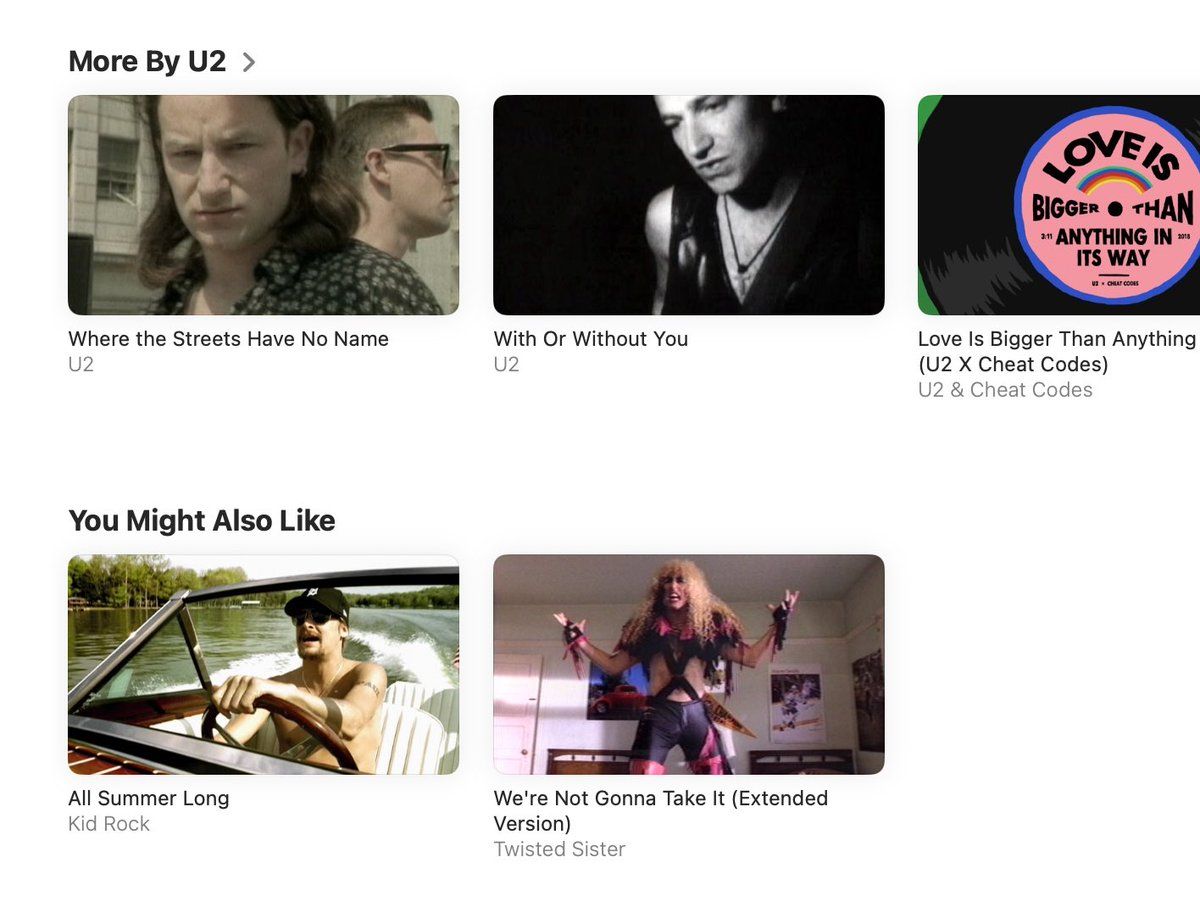 More By U2
LOVE IS
BIGGER THAN
3:11 ANYTHING IN 2018
ITS WAY
U2 x CHEAT CODES
Where the Streets Have No Name
U2
With Or Without You
U2
Love Is Bigger Than Anything
(U2 X Cheat Codes)
U2 & Cheat Codes
You Might Also Like
All Summer Long
Kid Rock
We're Not Gonna Take It (Extended
Version)
Twisted Sister